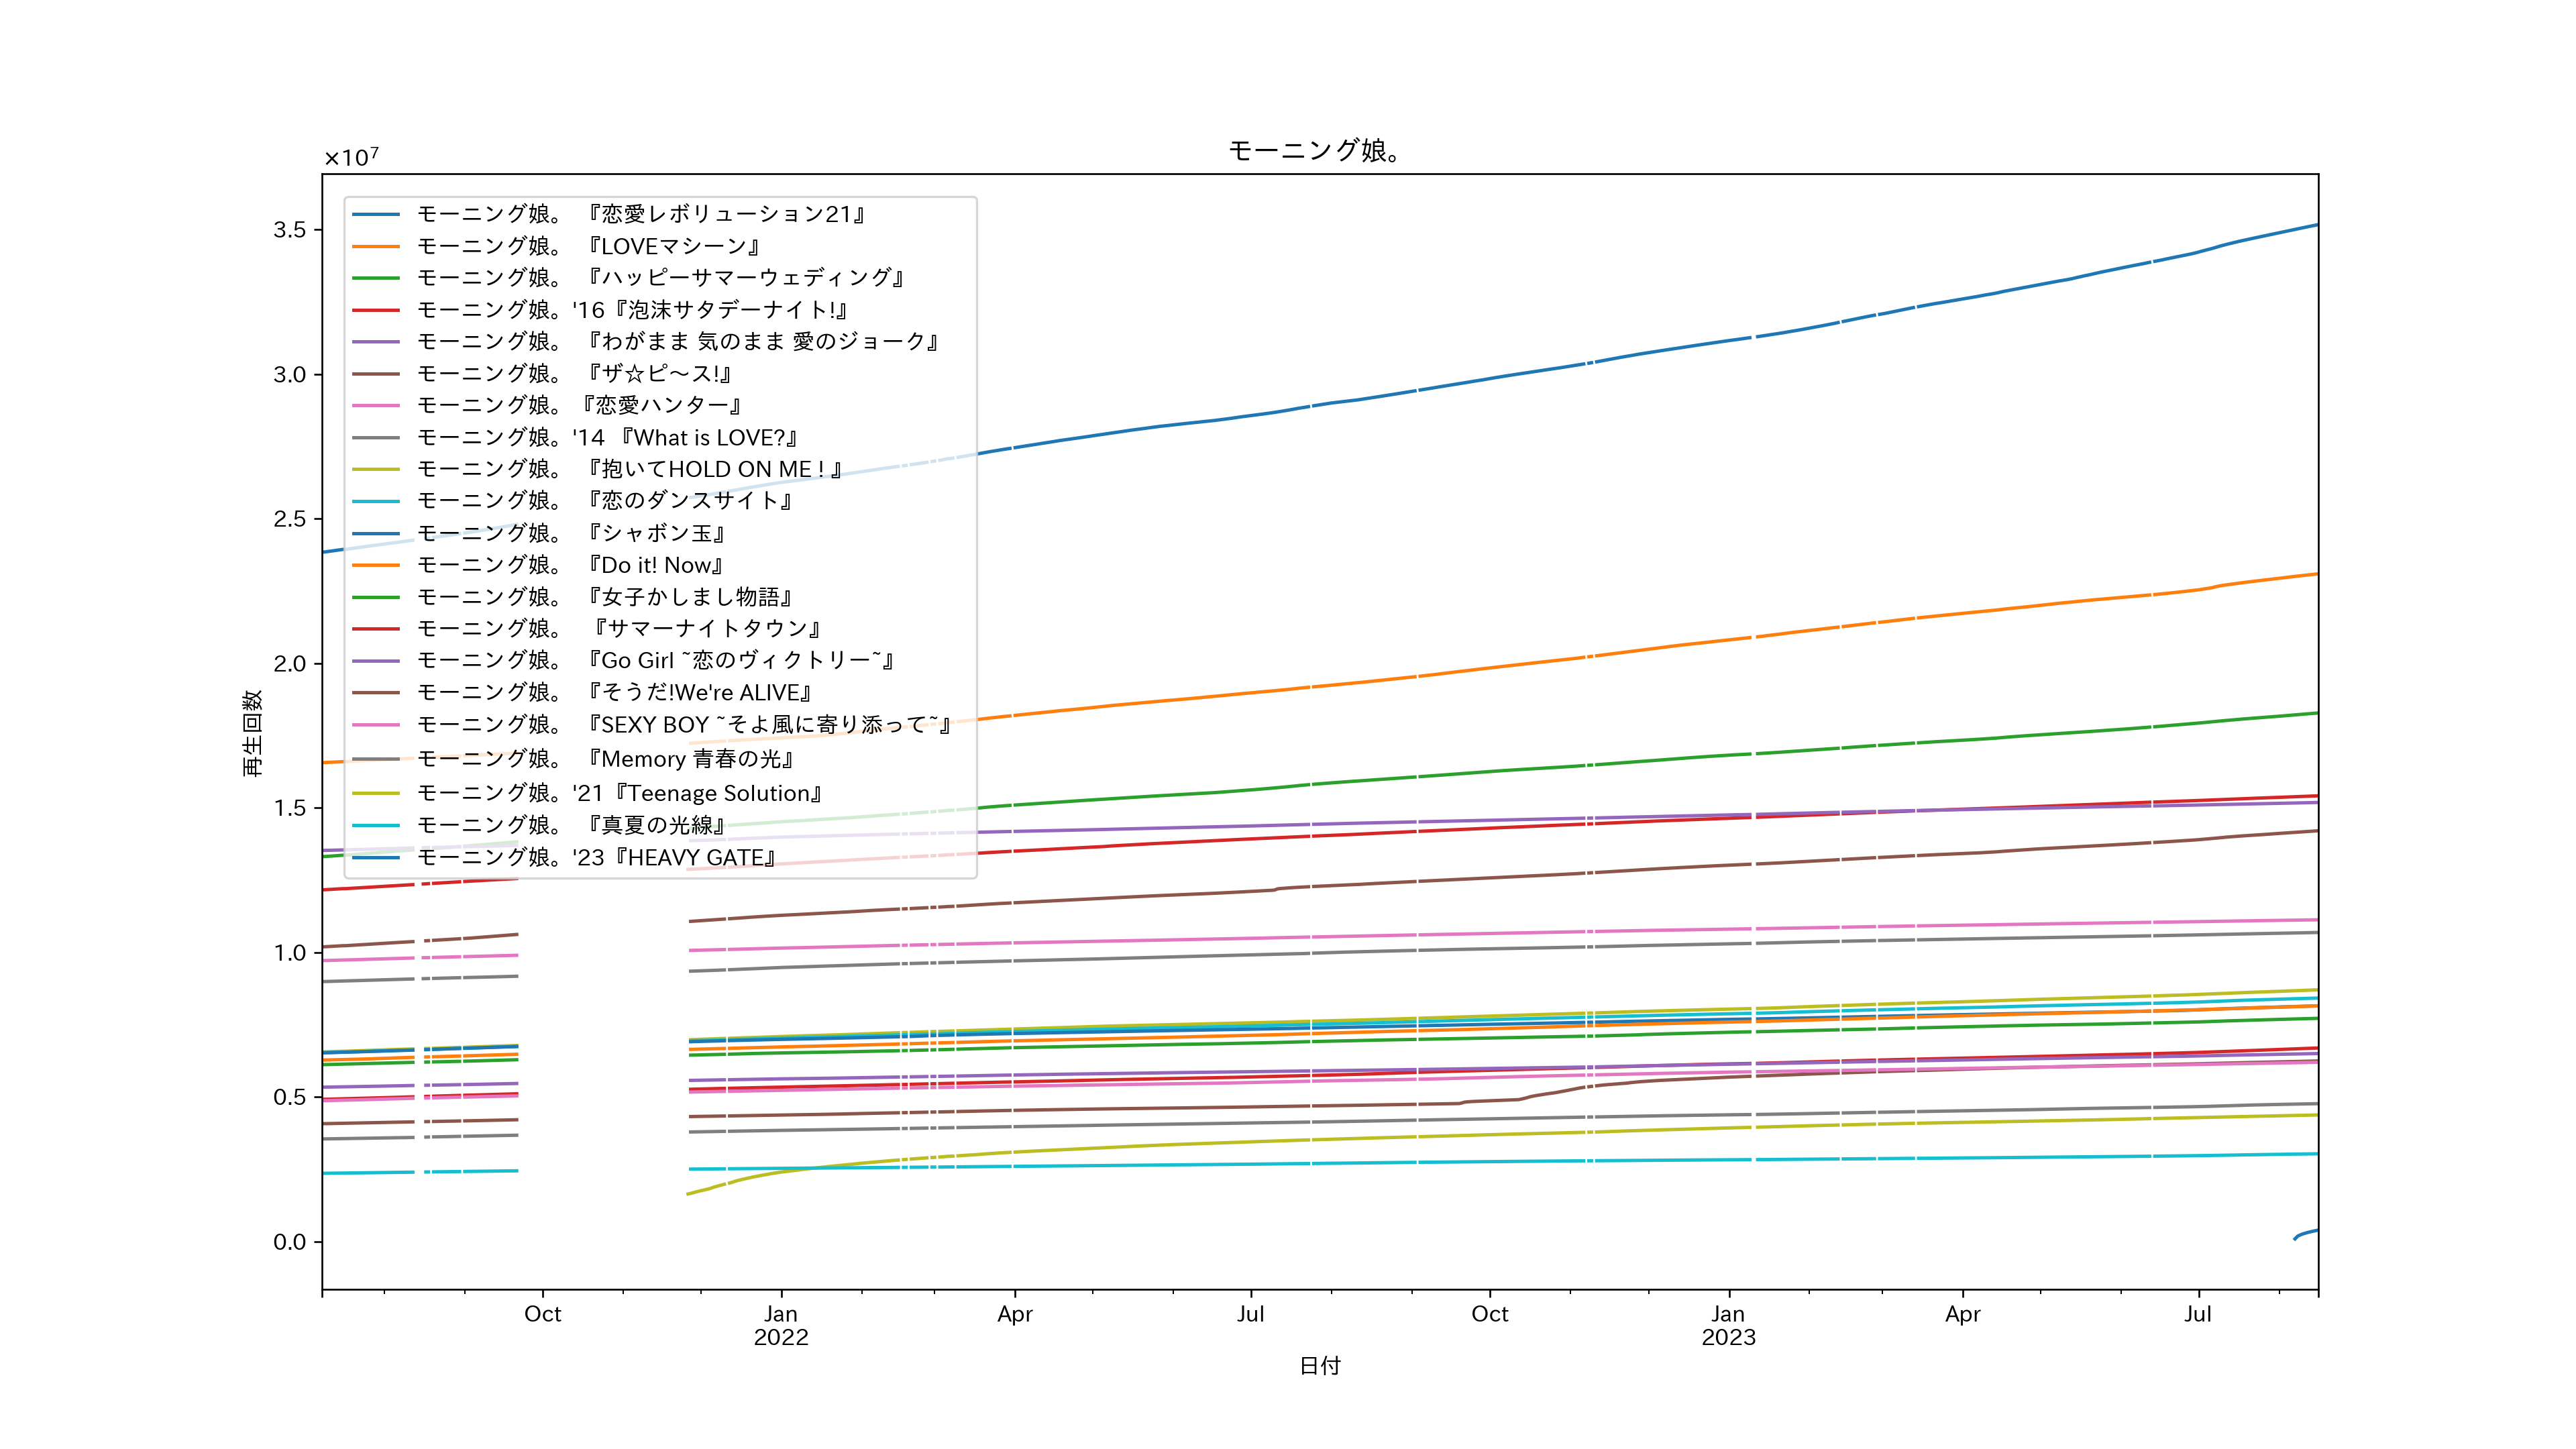 モーニング娘。
×10⁷
3.5
3.0
2.5
2.0
1.5
1.0
0.5
0.0
再生回数
モーニング娘。 『恋愛レボリューション21』
モーニング娘。 『LOVEマシーン』
モーニング娘。 『ハッピーサマーウェディング』
モーニング娘。'16『泡沫サタデーナイト!』
モーニング娘。 『わがまま 気のまま 愛のジョーク』
モーニング娘。 『ザ☆ピ〜ス!』
モーニング娘。『恋愛ハンター』
モーニング娘。'14 『What is LOVE?』
モーニング娘。 『抱いてHOLD ON ME ! 』
モーニング娘。 『恋のダンスサイト』
モーニング娘。 『シャボン玉』
モーニング娘。 『Do it! Now』
モーニング娘。 『女子かしまし物語』
モーニング娘。 『サマーナイトタウン』
モーニング娘。 『Go Girl ~恋のヴィクトリー~』
モーニング娘。 『そうだ!We're ALIVE』
モーニング娘。 『SEXY BOY ~そよ風に寄り添って~』
モーニング娘。 『Memory 青春の光』
モーニング娘。'21『Teenage Solution』
モーニング娘。 『真夏の光線』
モーニング娘。'23『HEAVY GATE』
Oct Jan Apr Jul Oct Jan Apr Jul
2022 2023
日付